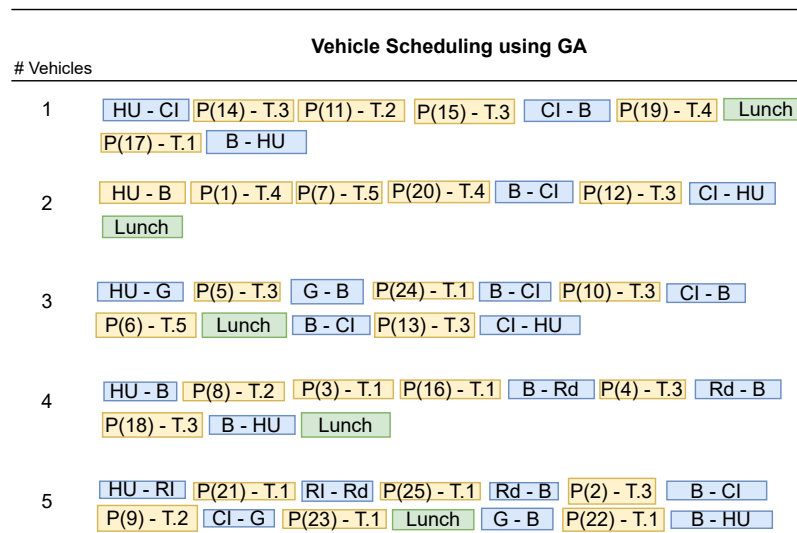 Vehicle Scheduling using GA
# Vehicles
1 HU - CI P(14) - T.3 P(11) - T.2 P(15) - T.3 CI - B P(19) - T.4 Lunch
P(17) - T.1 B - HU
2 HU - B P(1) - T.4 P(7) - T.5 P(20) - T.4 B - CI P(12) - T.3 CI - HU
Lunch
3 HU - G P(5) - T.3 G - B P(24) - T.1 B - CI P(10) - T.3 CI - B
P(6) - T.5 Lunch B - CI P(13) - T.3 CI - HU
4 HU - B P(8) - T.2 P(3) - T.1 P(16) - T.1 B - Rd P(4) - T.3 Rd - B
P(18) - T.3 B - HU Lunch
5 HU - RI P(21) - T.1 RI - Rd P(25) - T.1 Rd - B P(2) - T.3 B - CI
P(9) - T.2 CI - G P(23) - T.1 Lunch G - B P(22) - T.1 B - HU